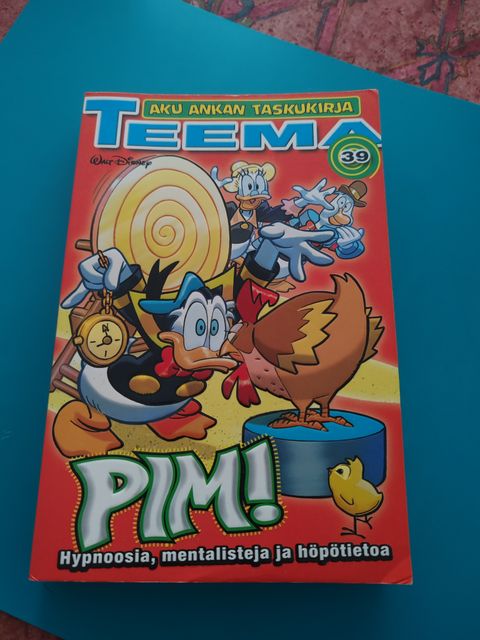 AKU ANKAN TASKUKIRJA
TEEMA
39
WALT DISNEY
PIM!
Hypnoosia, mentalisteja ja höpötietoa